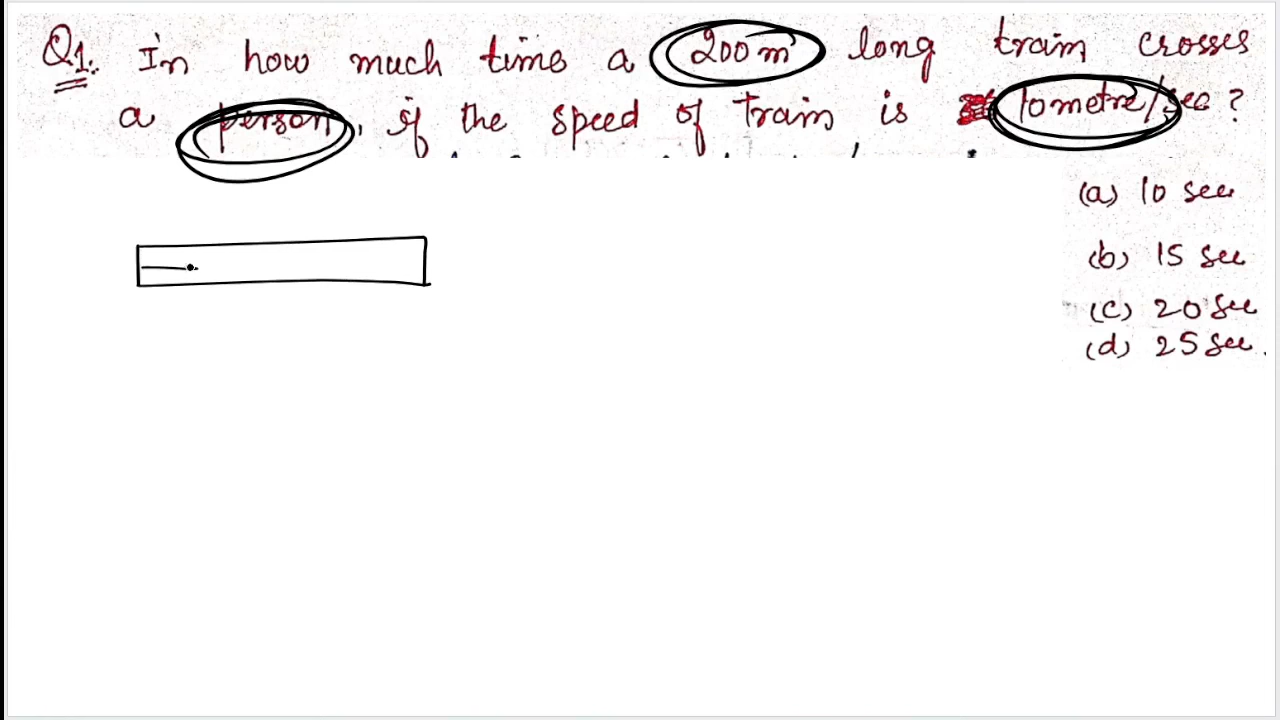 Q1. In how much time a 200m long train crosses
a person, if the speed of train is 10metre/sec ?
(a) 10 sec
(b) 15 sec
(c) 20 sec
(d) 25 sec.